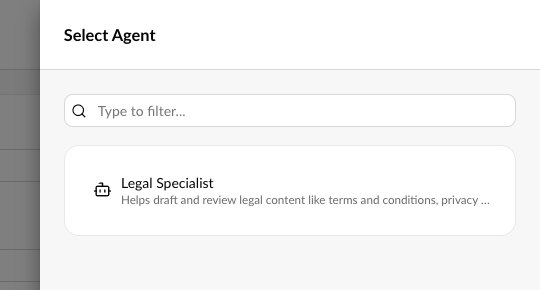 Select Agent
Type to filter...
Legal Specialist
Helps draft and review legal content like terms and conditions, privacy ...